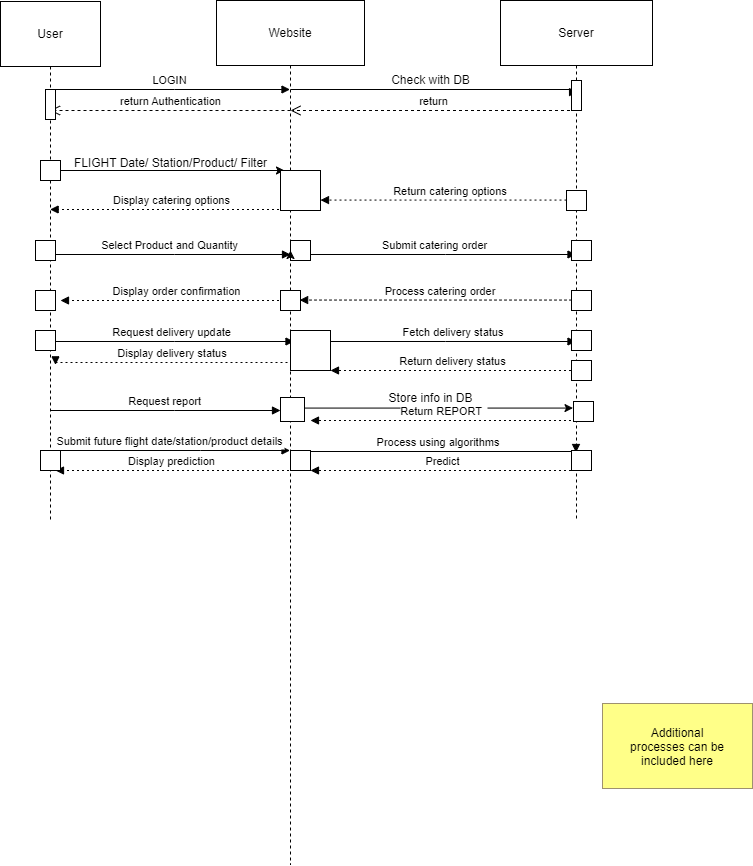 User
Website
Server
LOGIN
Check with DB
return Authentication
return
FLIGHT Date/ Station/Product/ Filter
Return catering options
Display catering options
Select Product and Quantity
Submit catering order
Display order confirmation
Process catering order
Request delivery update
Fetch delivery status
Display delivery status
Return delivery status
Request report
Store info in DB
Return REPORT
Submit future flight date/station/product details
Process using algorithms
Display prediction
Predict
Additional
processes can be
included here